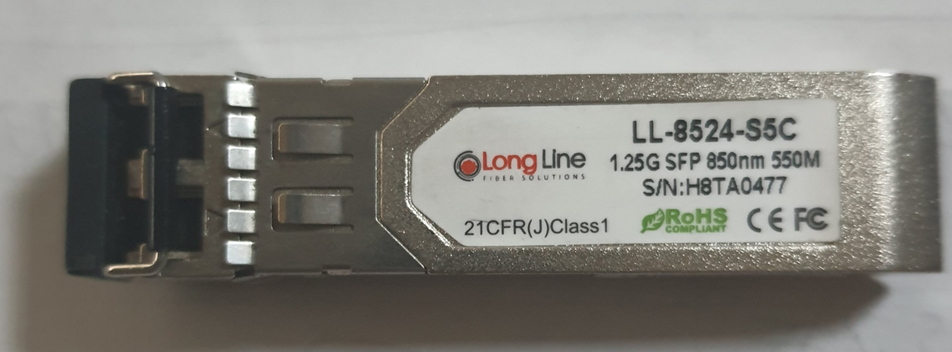 LL-8524-S5C
Long Line
FIBER SOLUTIONS
1.25G SFP 850nm 550M
S/N:H8TA0477
21CFR(J)Class1
RoHS
COMPLIANT
CE FC